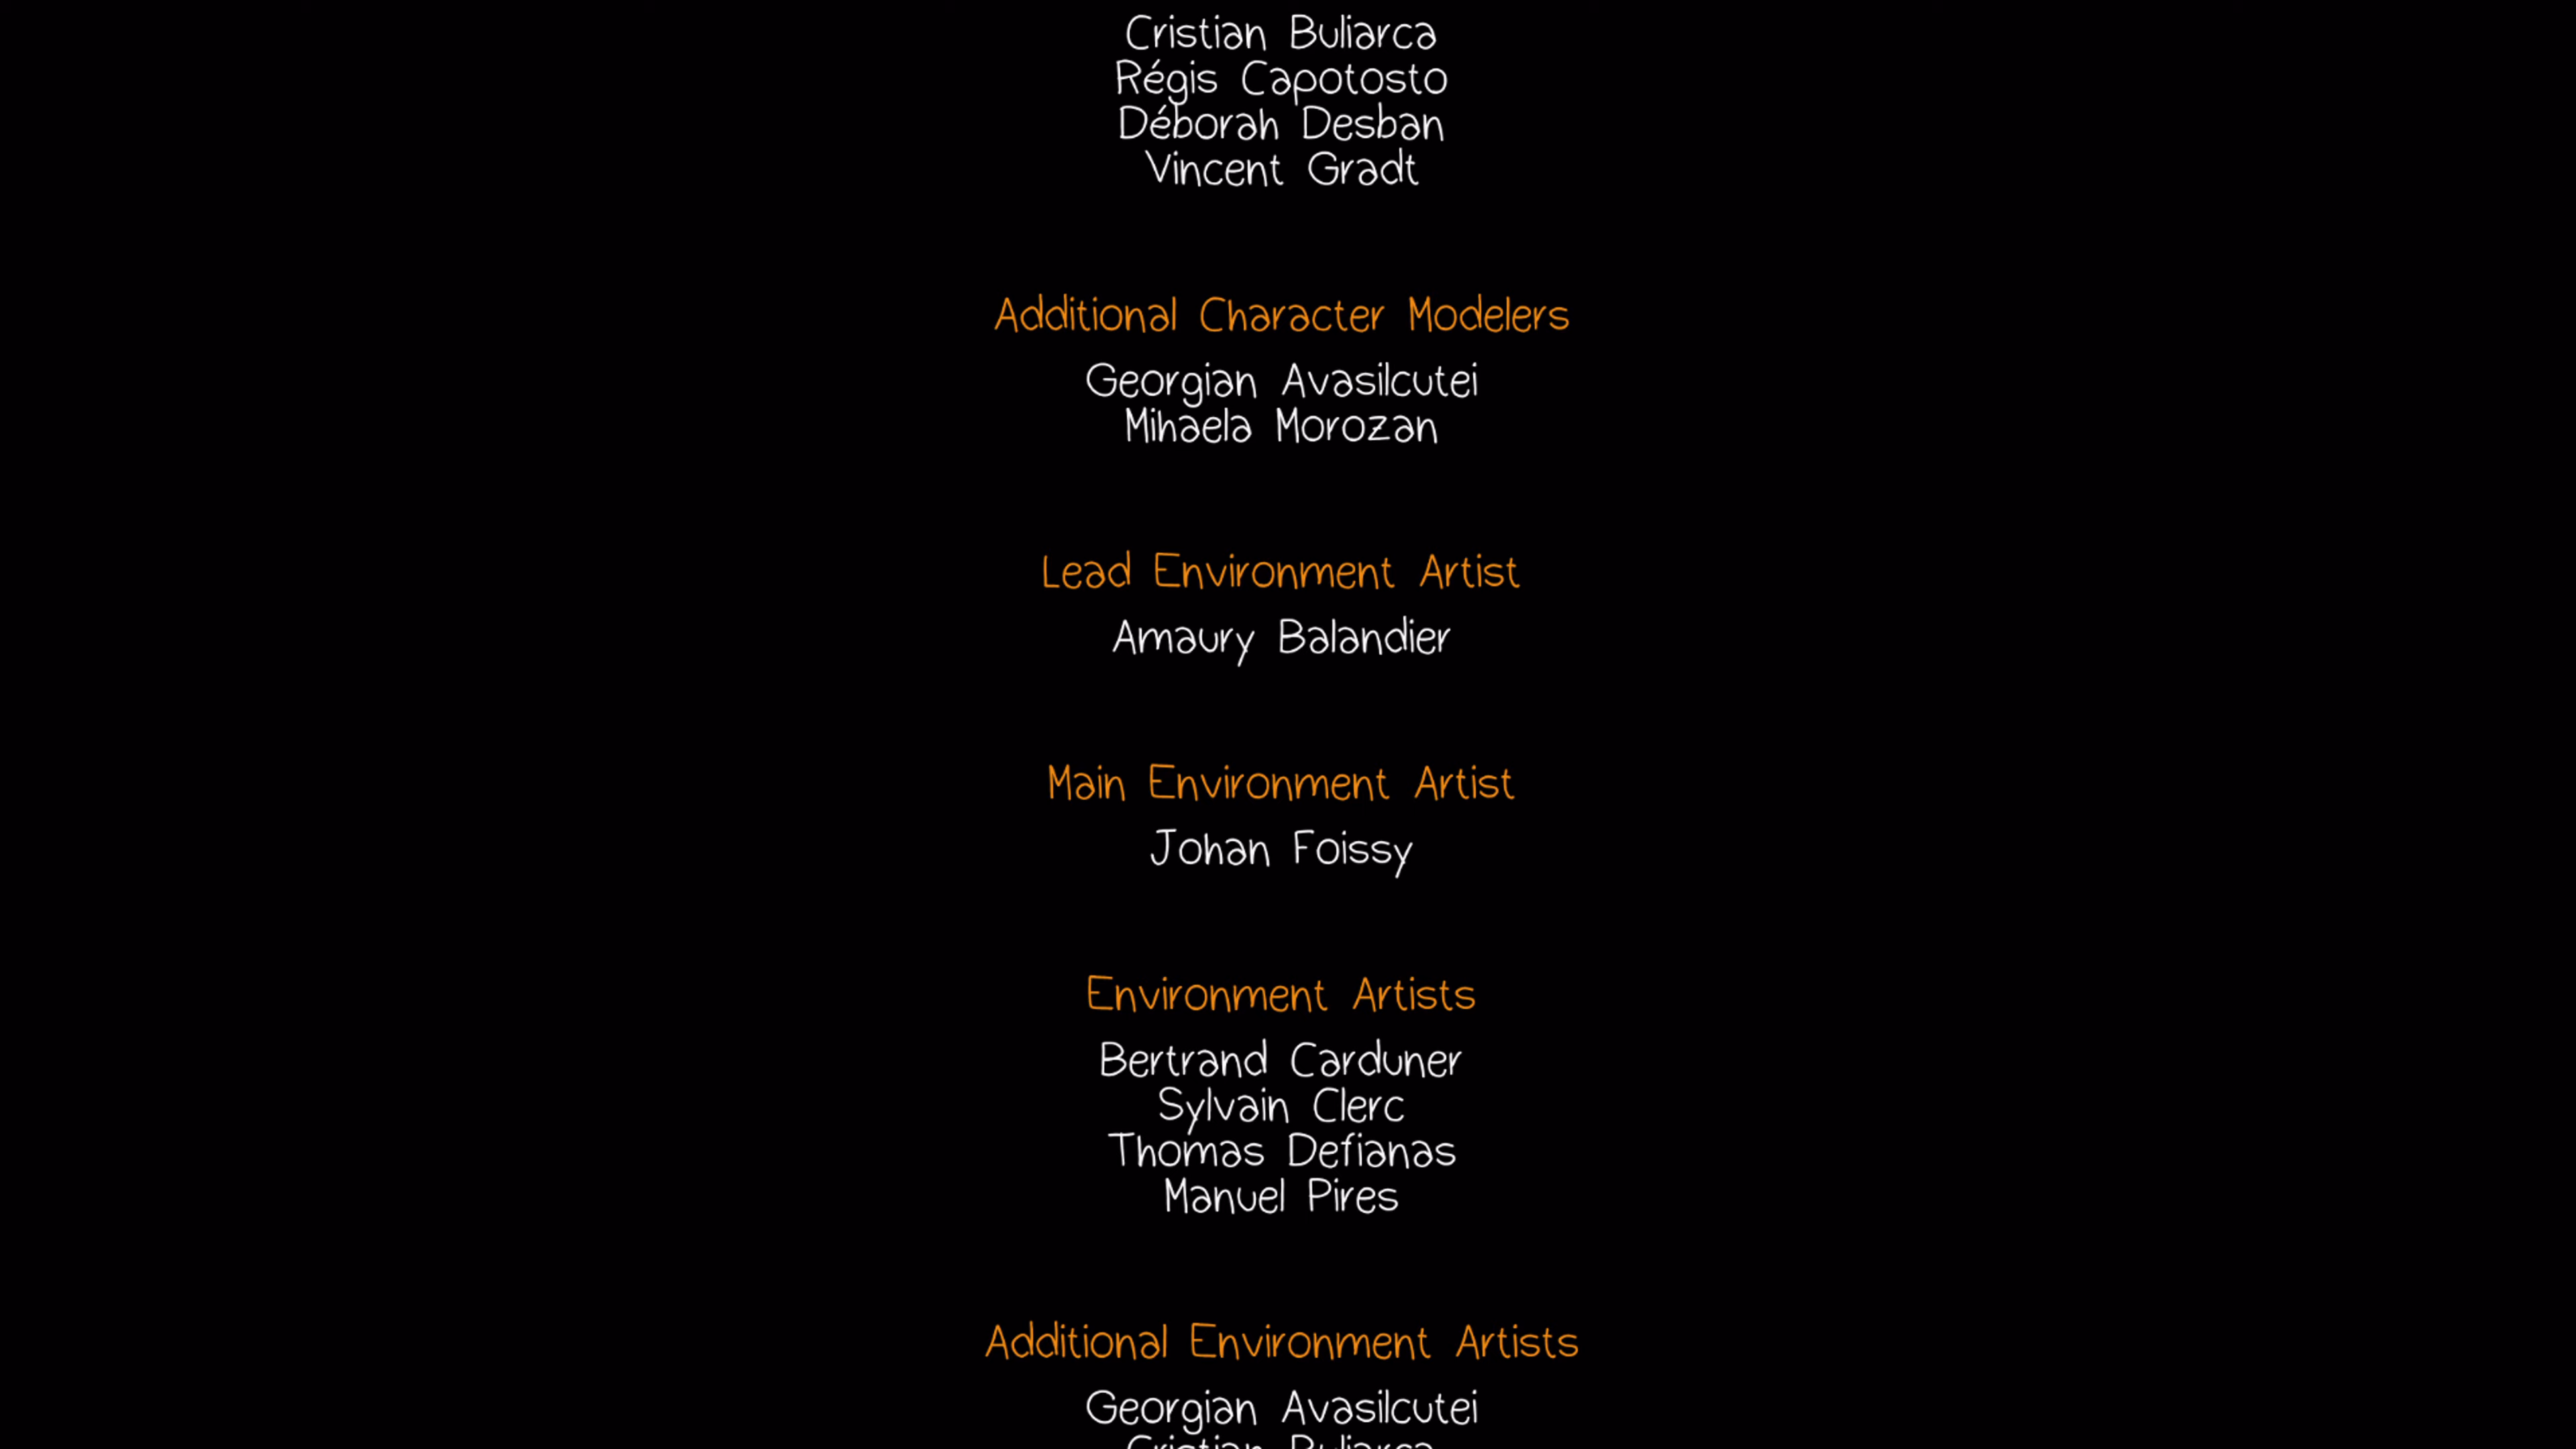 Cristian Buliarca
Régis Capotosto
Déborah Desban
Vincent Gradt
Additional Character Modelers
Georgian Avasilcutei
Mihaela Morozan
Lead Environment Artist
Amaury Balandier
Main Environment Artist
Johan Foissy
Environment Artists
Bertrand Carduner
Sylvain Clerc
Thomas Defianas
Manuel Pires
Additional Environment Artists
Georgian Avasilcutei
Cristian Buliarca